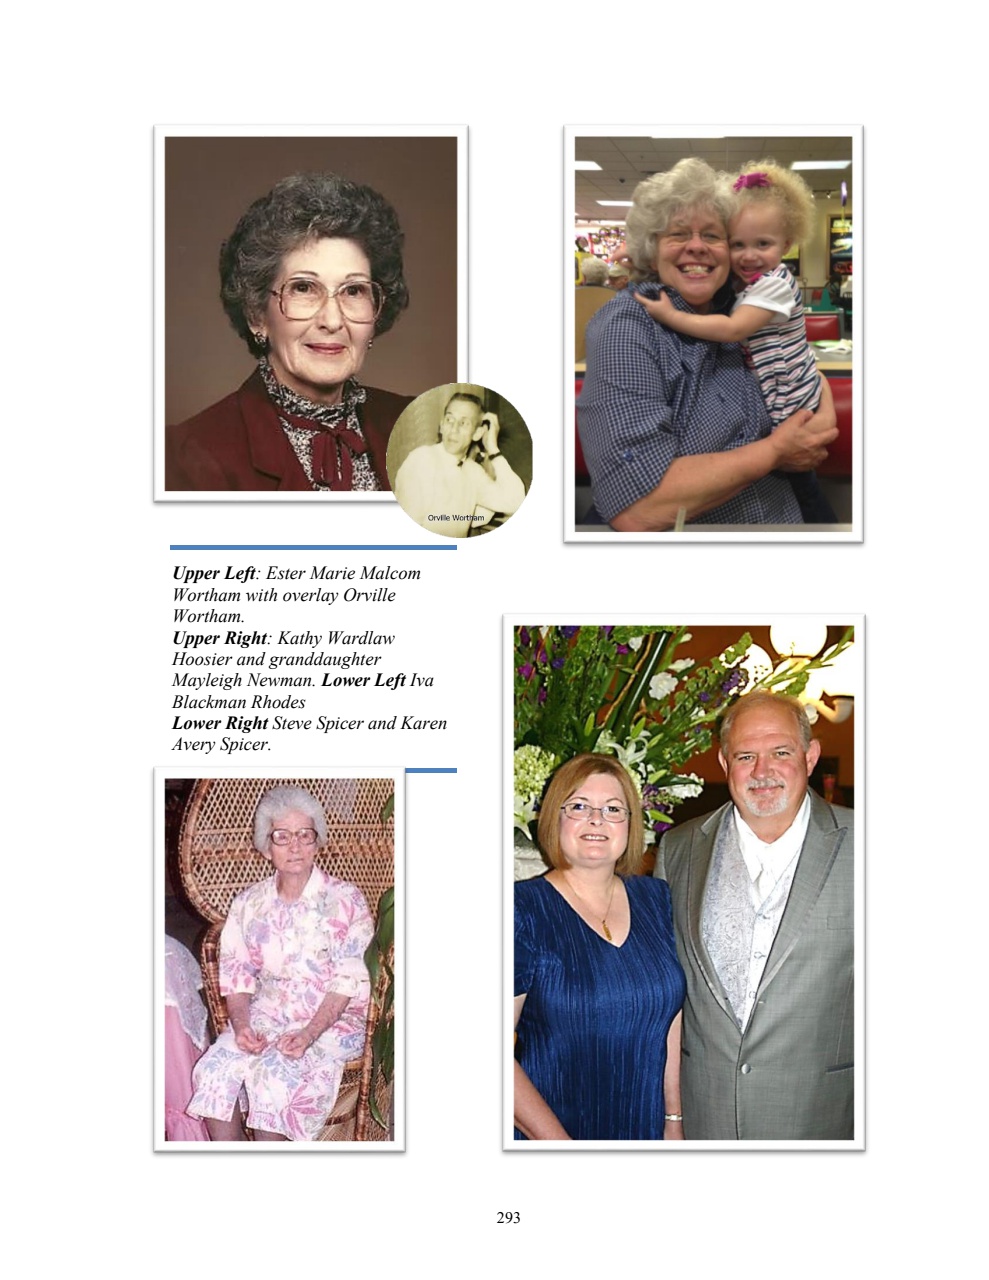 Orville Wortham
Upper Left: Ester Marie Malcom
Wortham with overlay Orville
Wortham.
Upper Right: Kathy Wardlaw
Hoosier and granddaughter
Mayleigh Newman. Lower Left Iva
Blackman Rhodes
Lower Right Steve Spicer and Karen
Avery Spicer.
293